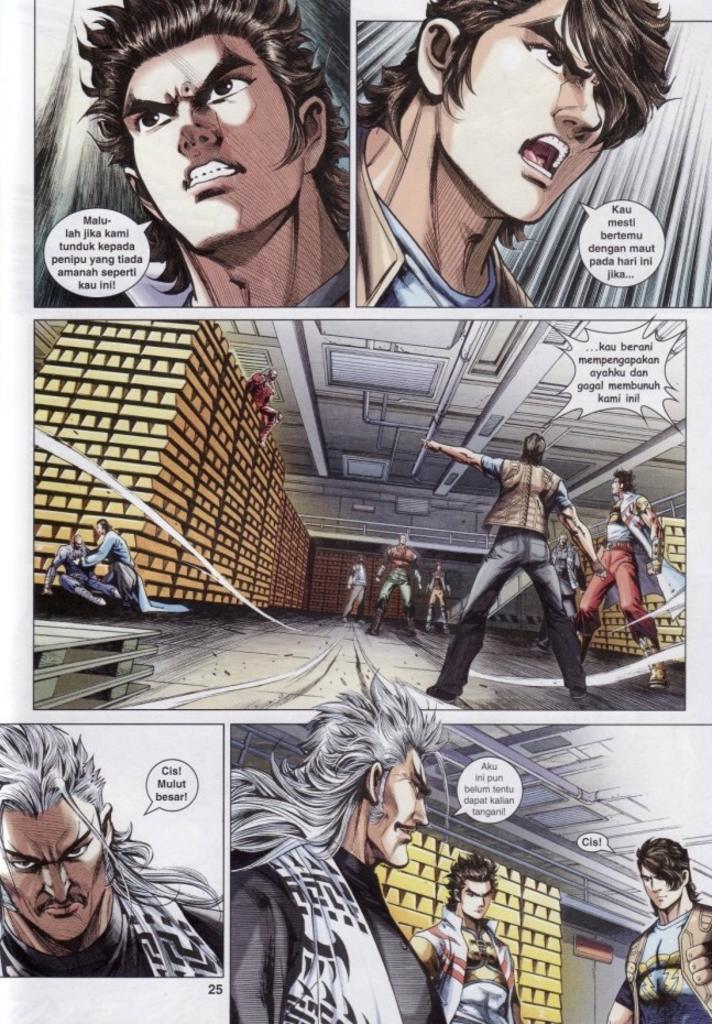 Malu-
lah jika kami
tunduk kepada
penipu yang tiada
amanah seperti
kau ini!
Kau
mesti
bertemu
dengan maut
pada hari ini
jika...
...kau berani
mempengapakan
ayahku dan
gagal membunuh
kami ini!
Cis!
Mulut
besar!
Aku
ini pun
belum tentu
dapat kalian
tangani!
Cis!
25